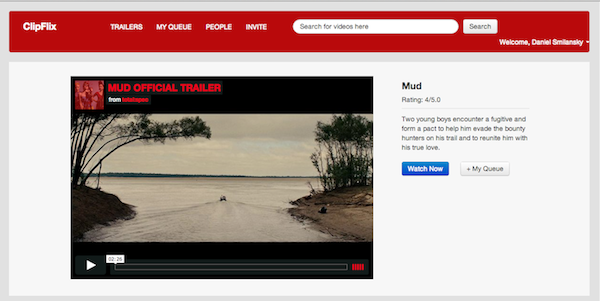 ClipFlix
TRAILERS MY QUEUE PEOPLE INVITE
Search for videos here
Search
Welcome, Daniel Smilansky
MUD OFFICIAL TRAILER
from
02:26
Mud
Rating: 4/5.0
Two young boys encounter a fugitive and
form a pact to help him evade the bounty
hunters on his trail and to reunite him with
his true love.
Watch Now
+ My Queue